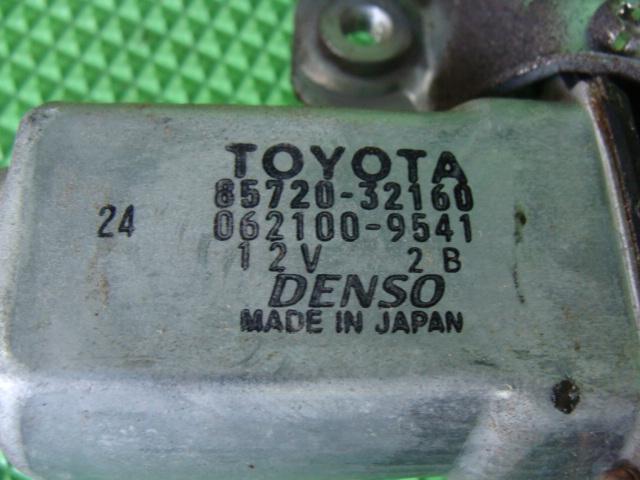 TOYOTA
85720-32160
24 062100-9541
12V 2B
DENSO
MADE IN JAPAN